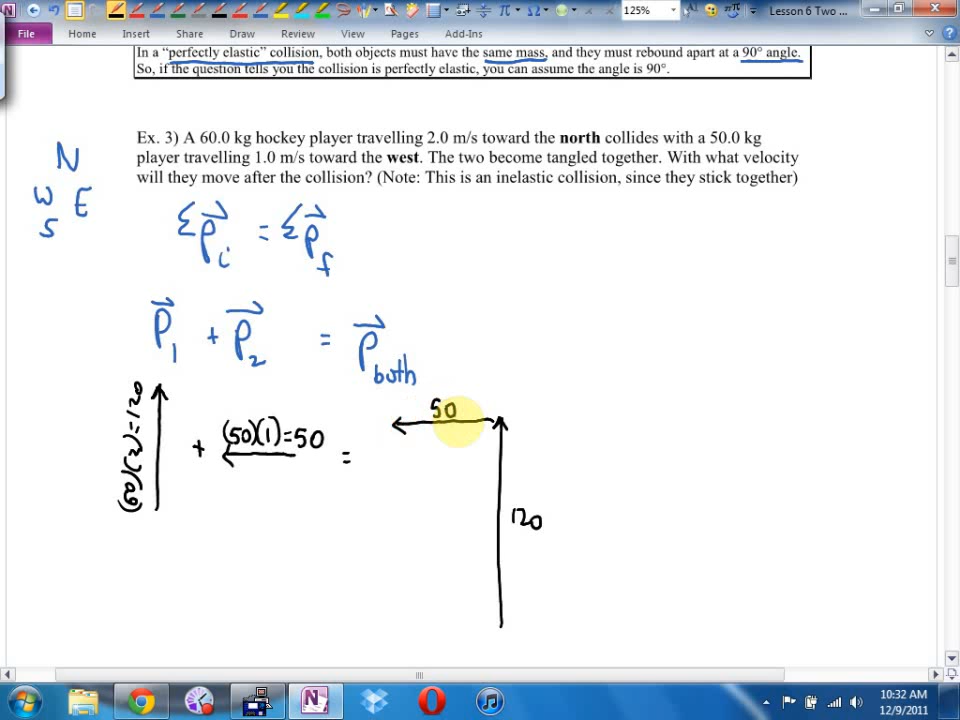 125%
Lesson 6 Two ...
File Home Insert Share Draw Review View Pages Add-Ins
In a “perfectly elastic” collision, both objects must have the same mass, and they must rebound apart at a 90° angle.
So, if the question tells you the collision is perfectly elastic, you can assume the angle is 90°.
Ex. 3) A 60.0 kg hockey player travelling 2.0 m/s toward the north collides with a 50.0 kg
player travelling 1.0 m/s toward the west. The two become tangled together. With what velocity
will they move after the collision? (Note: This is an inelastic collision, since they stick together)
N
W E
S
Σp⃗i = Σp⃗f
P⃗1 + P⃗2 = P⃗both
(60)(2)=120
+ (50)(1)=50 =
50
120
10:32 AM
12/9/2011